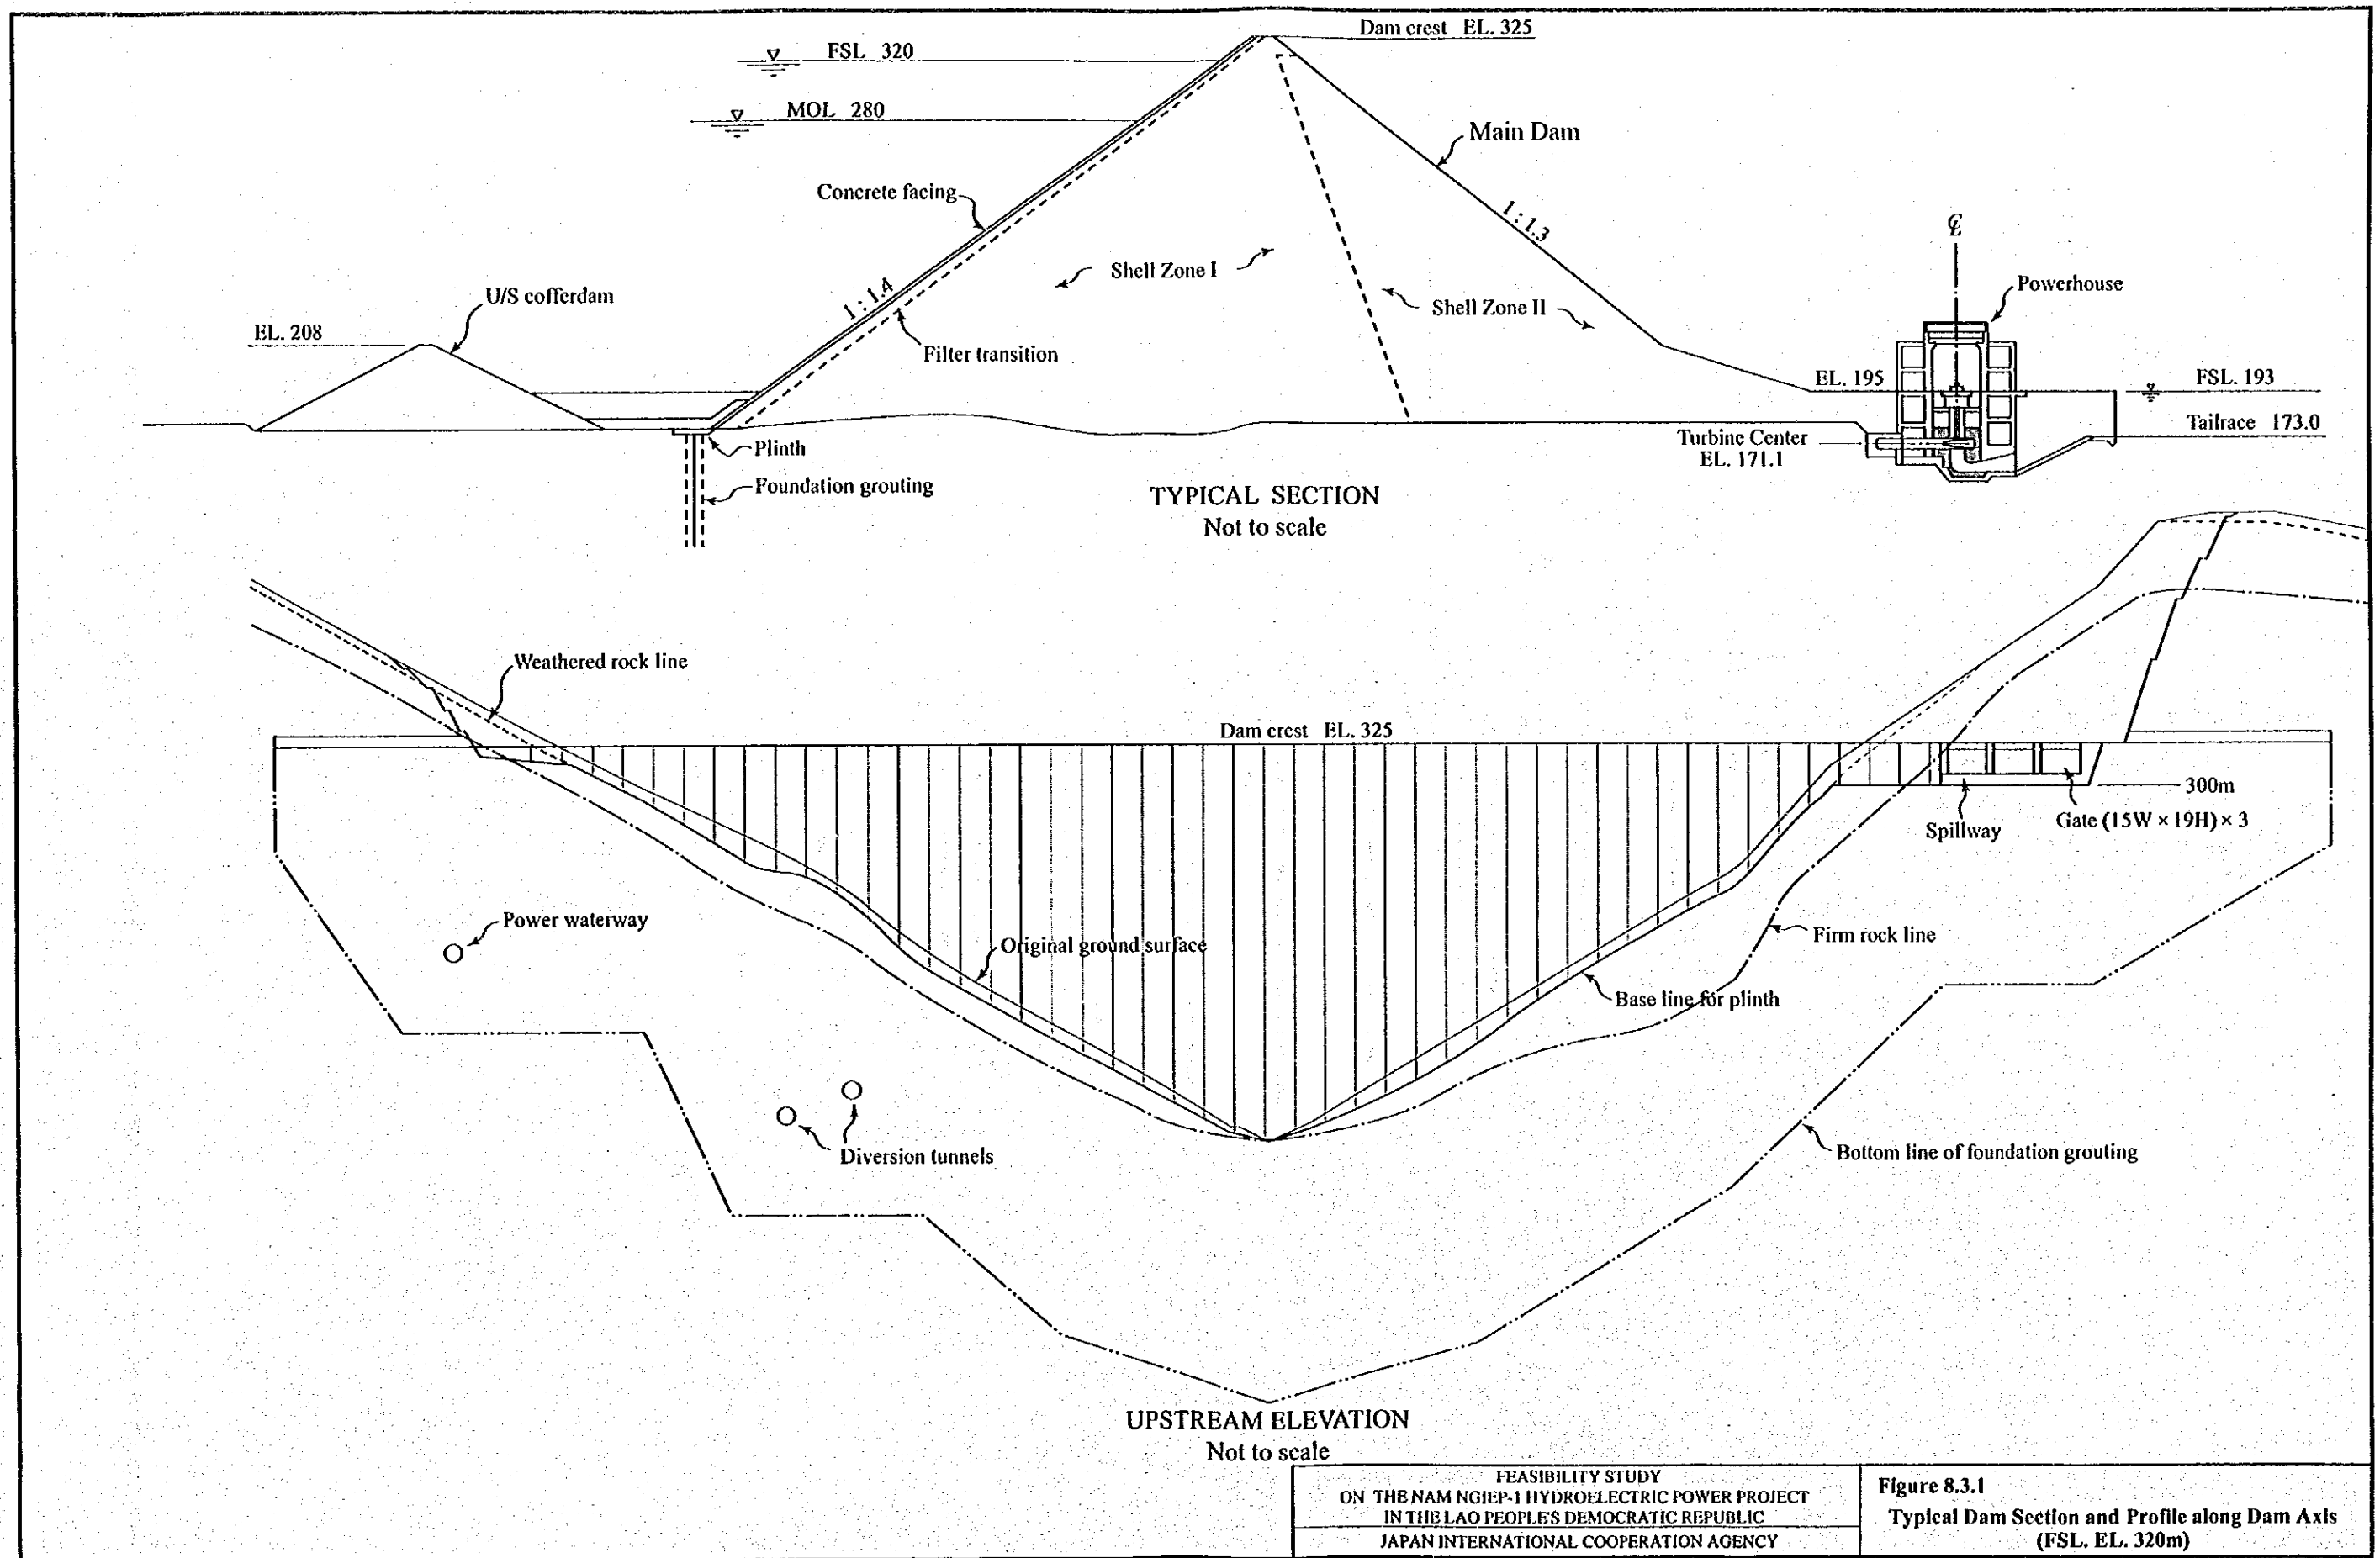 Dam crest EL. 325
FSL 320
MOL 280
Main Dam
Concrete facing
1 : 1.3
℄
Shell Zone I
Powerhouse
U/S cofferdam
1 : 1.4
Shell Zone II
EL. 208
Filter transition
EL. 195
FSL. 193
Tailrace 173.0
Plinth
Turbine Center
EL. 171.1
Foundation grouting
TYPICAL SECTION
Not to scale
Weathered rock line
Dam crest EL. 325
300m
Gate (15W × 19H) × 3
Spillway
Power waterway
Firm rock line
Original ground surface
Base line for plinth
Diversion tunnels
Bottom line of foundation grouting
UPSTREAM ELEVATION
Not to scale
FEASIBILITY STUDY
ON THE NAM NGIEP-1 HYDROELECTRIC POWER PROJECT
IN THE LAO PEOPLE'S DEMOCRATIC REPUBLIC
JAPAN INTERNATIONAL COOPERATION AGENCY
Figure 8.3.1
Typical Dam Section and Profile along Dam Axis
(FSL. EL. 320m)